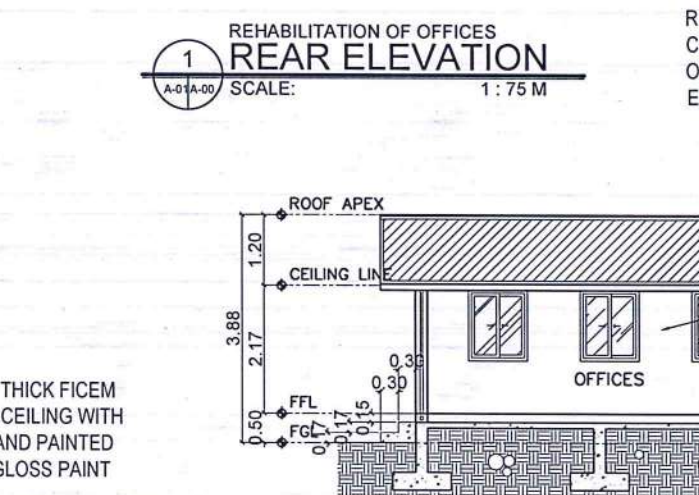 REHABILITATION OF OFFICES
REAR ELEVATION
1
A-01 A-00
SCALE: 1 : 75 M
R
C
O
E
ROOF APEX
1.20
CEILING LINE
3.88
2.17
0.30
0.30
OFFICES
THICK FICEM
CEILING WITH
AND PAINTED
GLOSS PAINT
FFL
0.15
0.17
0.50
FGL
0.17